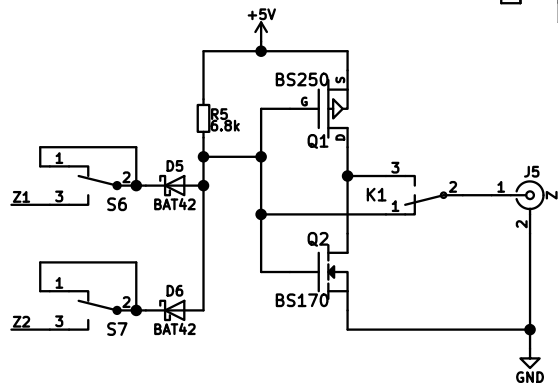 +5V
BS250
S
G
R5
6.8k
Q1
D
1
2
D5
Z1
3
S6
BAT42
3
K1
2
1
J5
1
Z
2
Q2
1
2
D6
BS170
Z2
3
S7
BAT42
GND